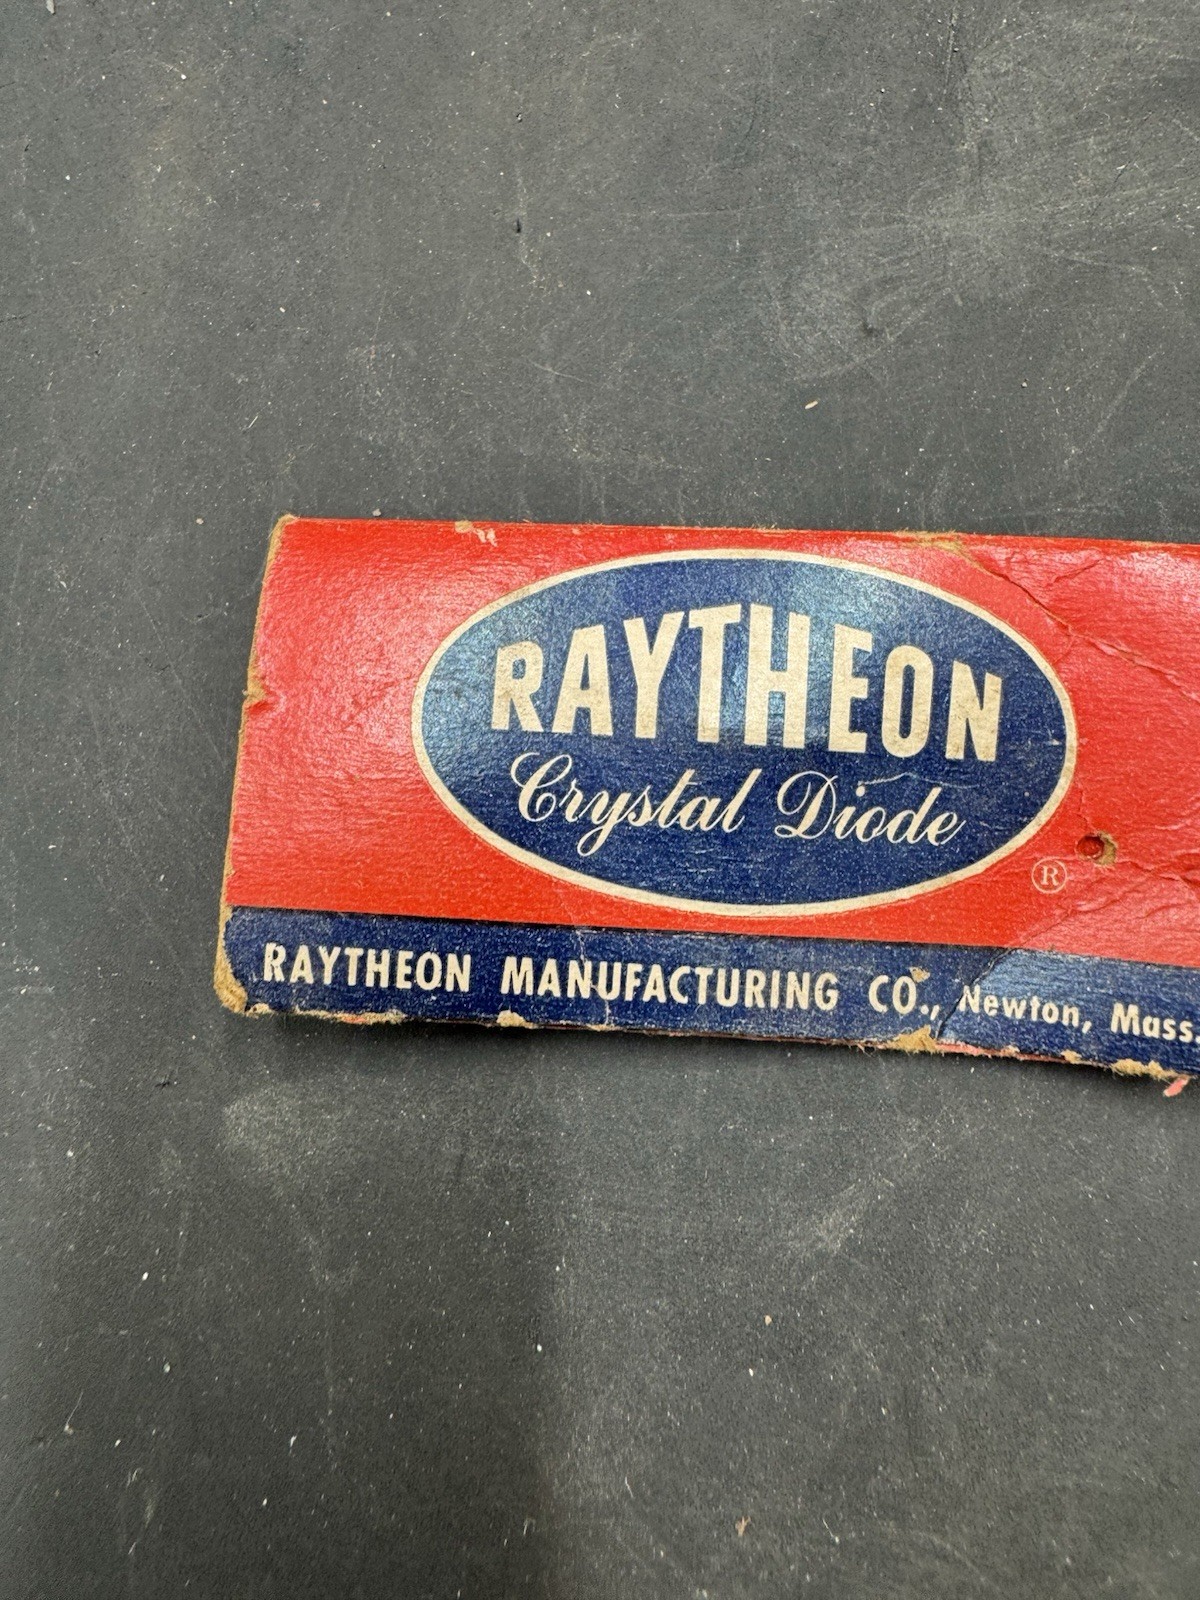 RAYTHEON
Crystal Diode
®
RAYTHEON MANUFACTURING CO., Newton, Mass.